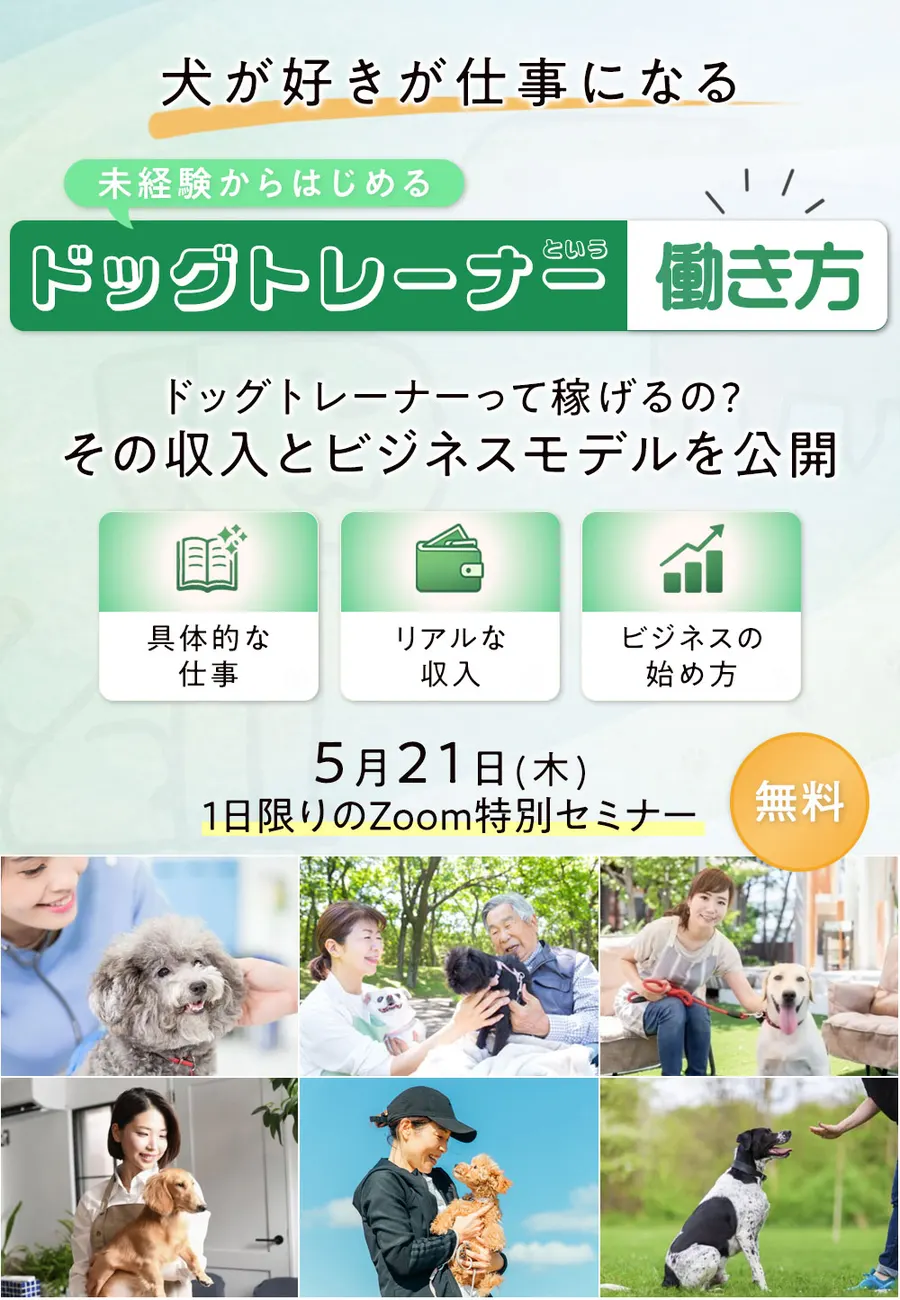 犬が好きが仕事になる
未経験からはじめる
ドッグトレーナーという働き方
ドッグトレーナーって稼げるの?
その収入とビジネスモデルを公開
具体的な
仕事
リアルな
収入
ビジネスの
始め方
5月21日(木)
1日限りのZoom特別セミナー
無料